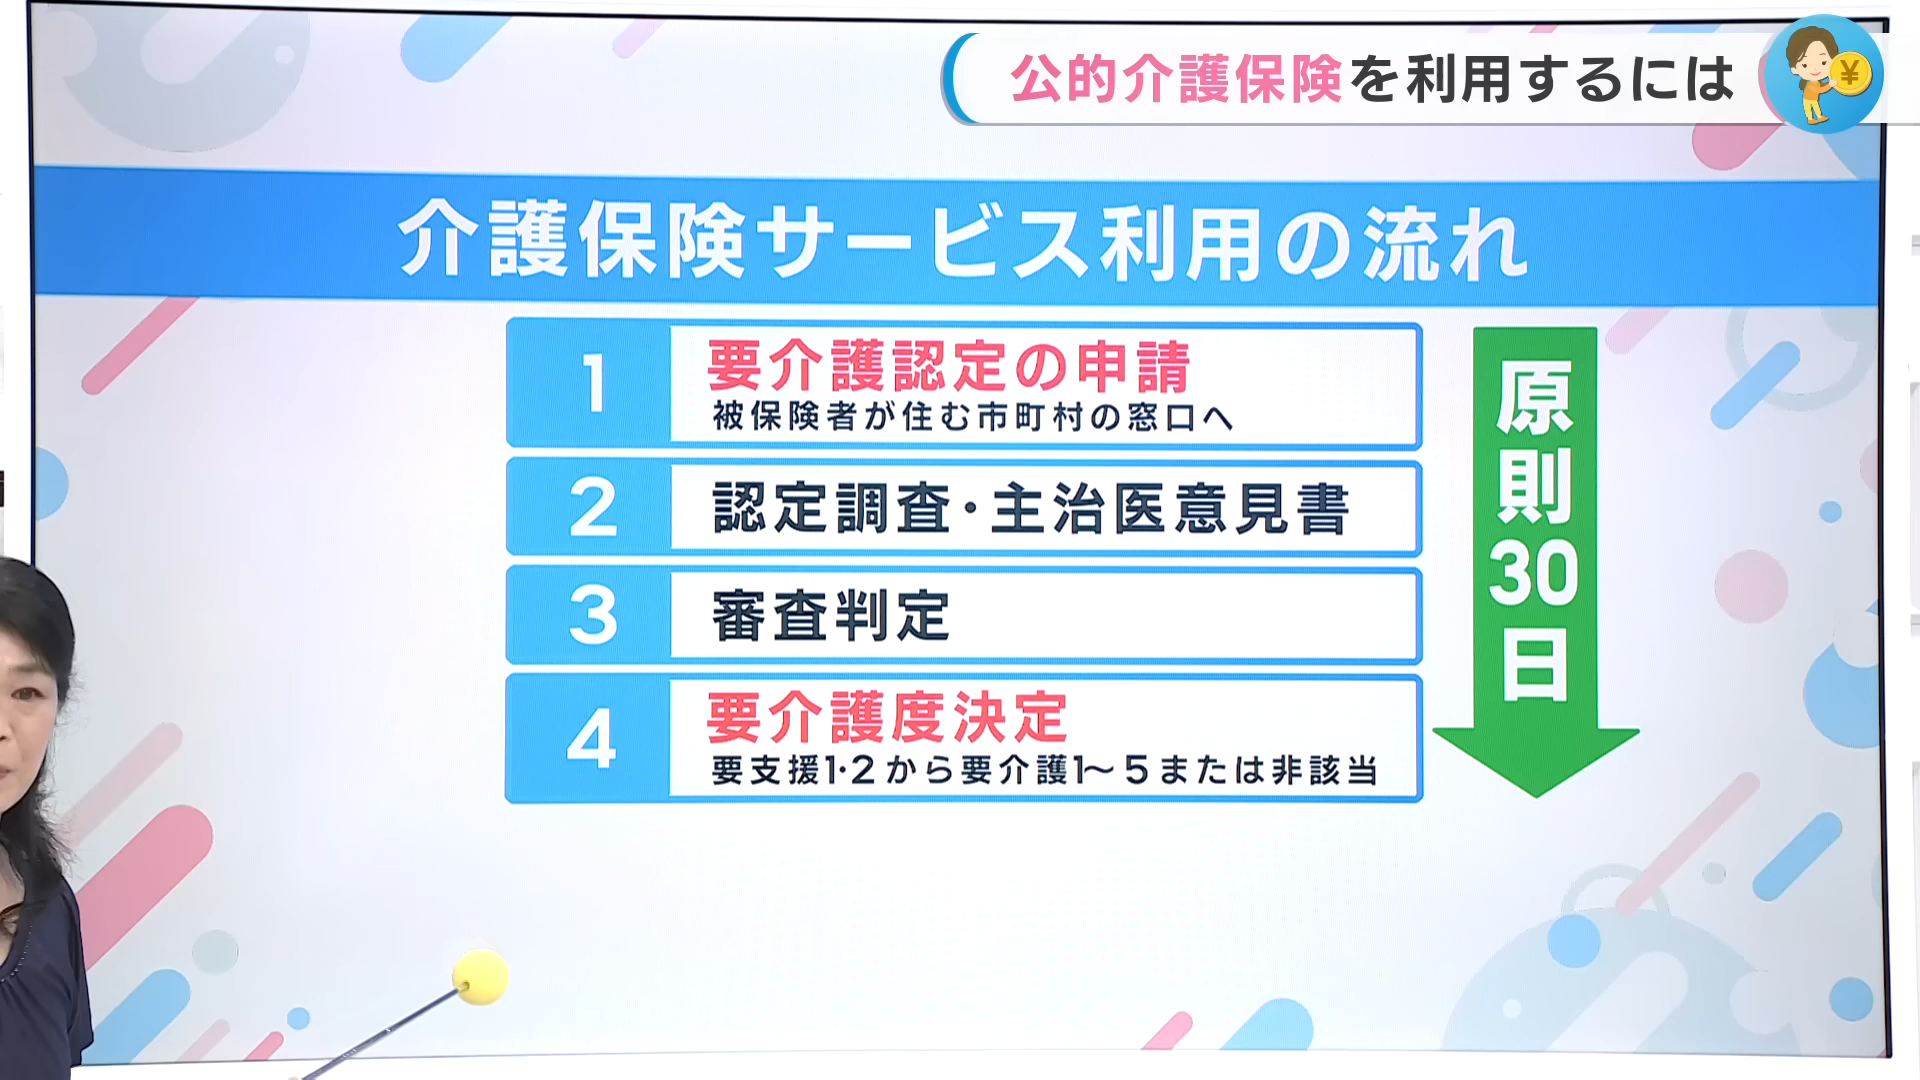 公的介護保険を利用するには
¥
介護保険サービス利用の流れ
1
要介護認定の申請
被保険者が住む市町村の窓口へ
2
認定調査・主治医意見書
3
審査判定
4
要介護度決定
要支援1・2から要介護1〜5または非該当
原則30日